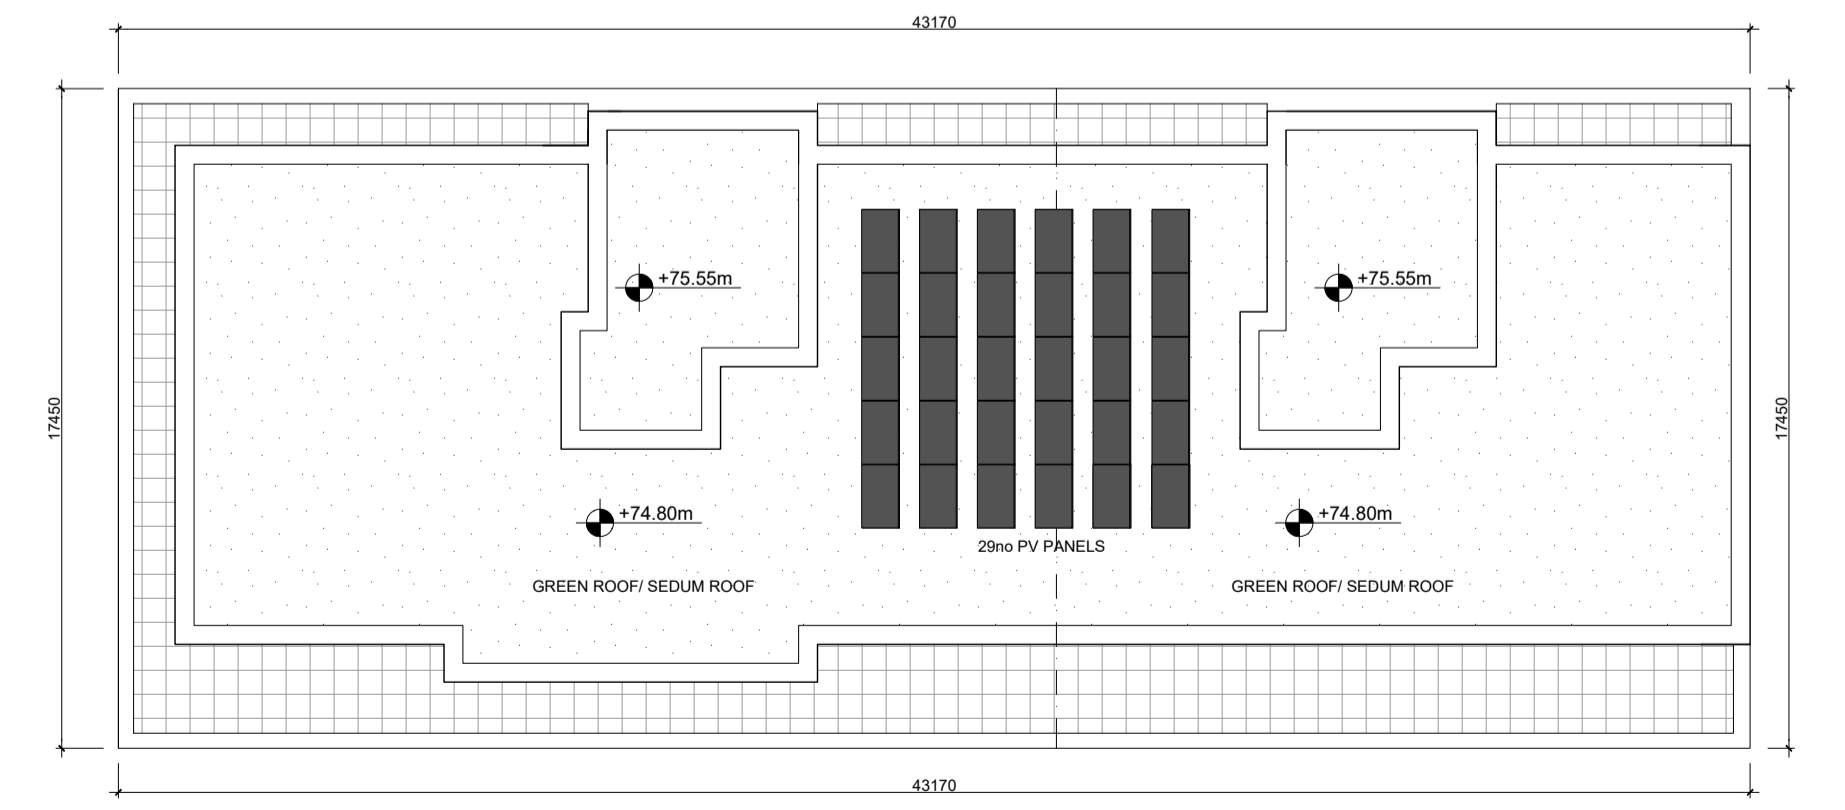 43170
+75.55m
+75.55m
17450
17450
+74.80m
+74.80m
29no PV PANELS
GREEN ROOF/ SEDUM ROOF
GREEN ROOF/ SEDUM ROOF
43170